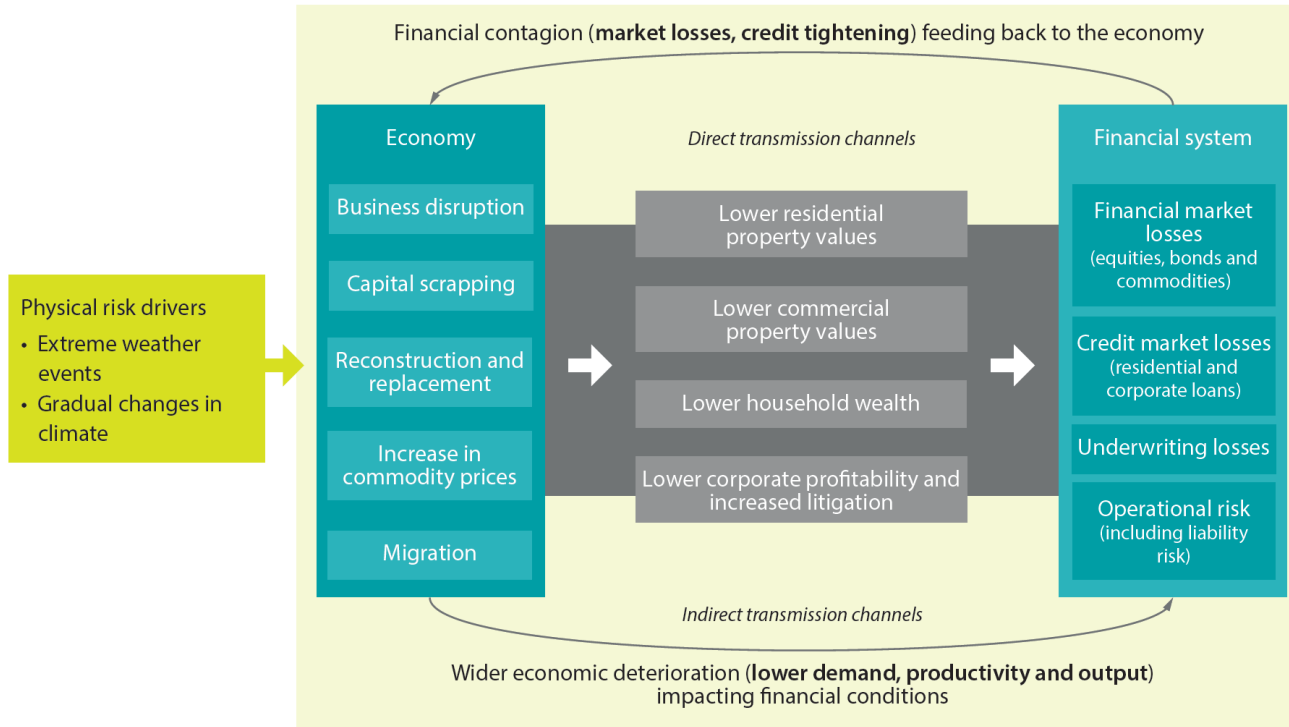 Financial contagion (market losses, credit tightening) feeding back to the economy
Economy
Direct transmission channels
Financial system
Physical risk drivers
• Extreme weather
events
• Gradual changes in
climate
Business disruption
Capital scrapping
Reconstruction and
replacement
Increase in
commodity prices
Migration
Lower residential
property values
Lower commercial
property values
Lower household wealth
Lower corporate profitability and
increased litigation
Financial market
losses
(equities, bonds and
commodities)
Credit market losses
(residential and
corporate loans)
Underwriting losses
Operational risk
(including liability
risk)
Indirect transmission channels
Wider economic deterioration (lower demand, productivity and output)
impacting financial conditions